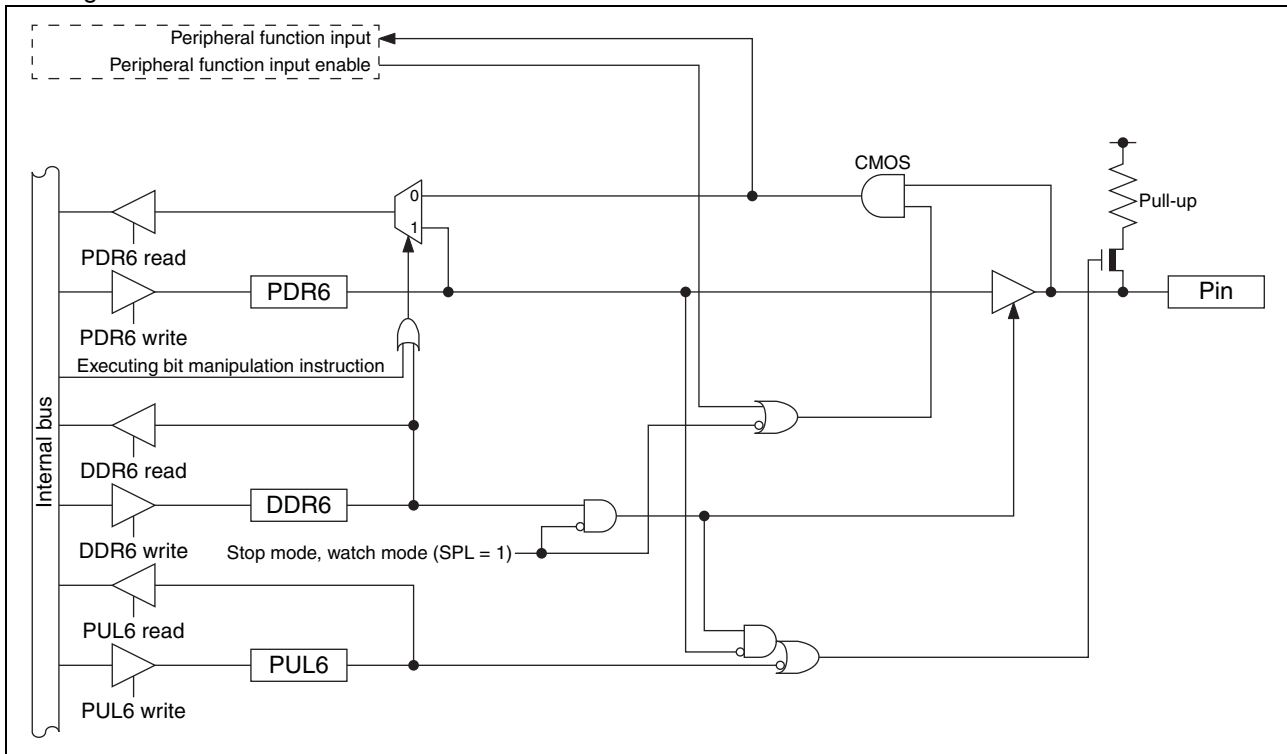 Peripheral function input
Peripheral function input enable
CMOS
Pull-up
0
1
PDR6 read
PDR6
Pin
PDR6 write
Executing bit manipulation instruction
Internal bus
DDR6 read
DDR6
DDR6 write
Stop mode, watch mode (SPL = 1)
PUL6 read
PUL6
PUL6 write